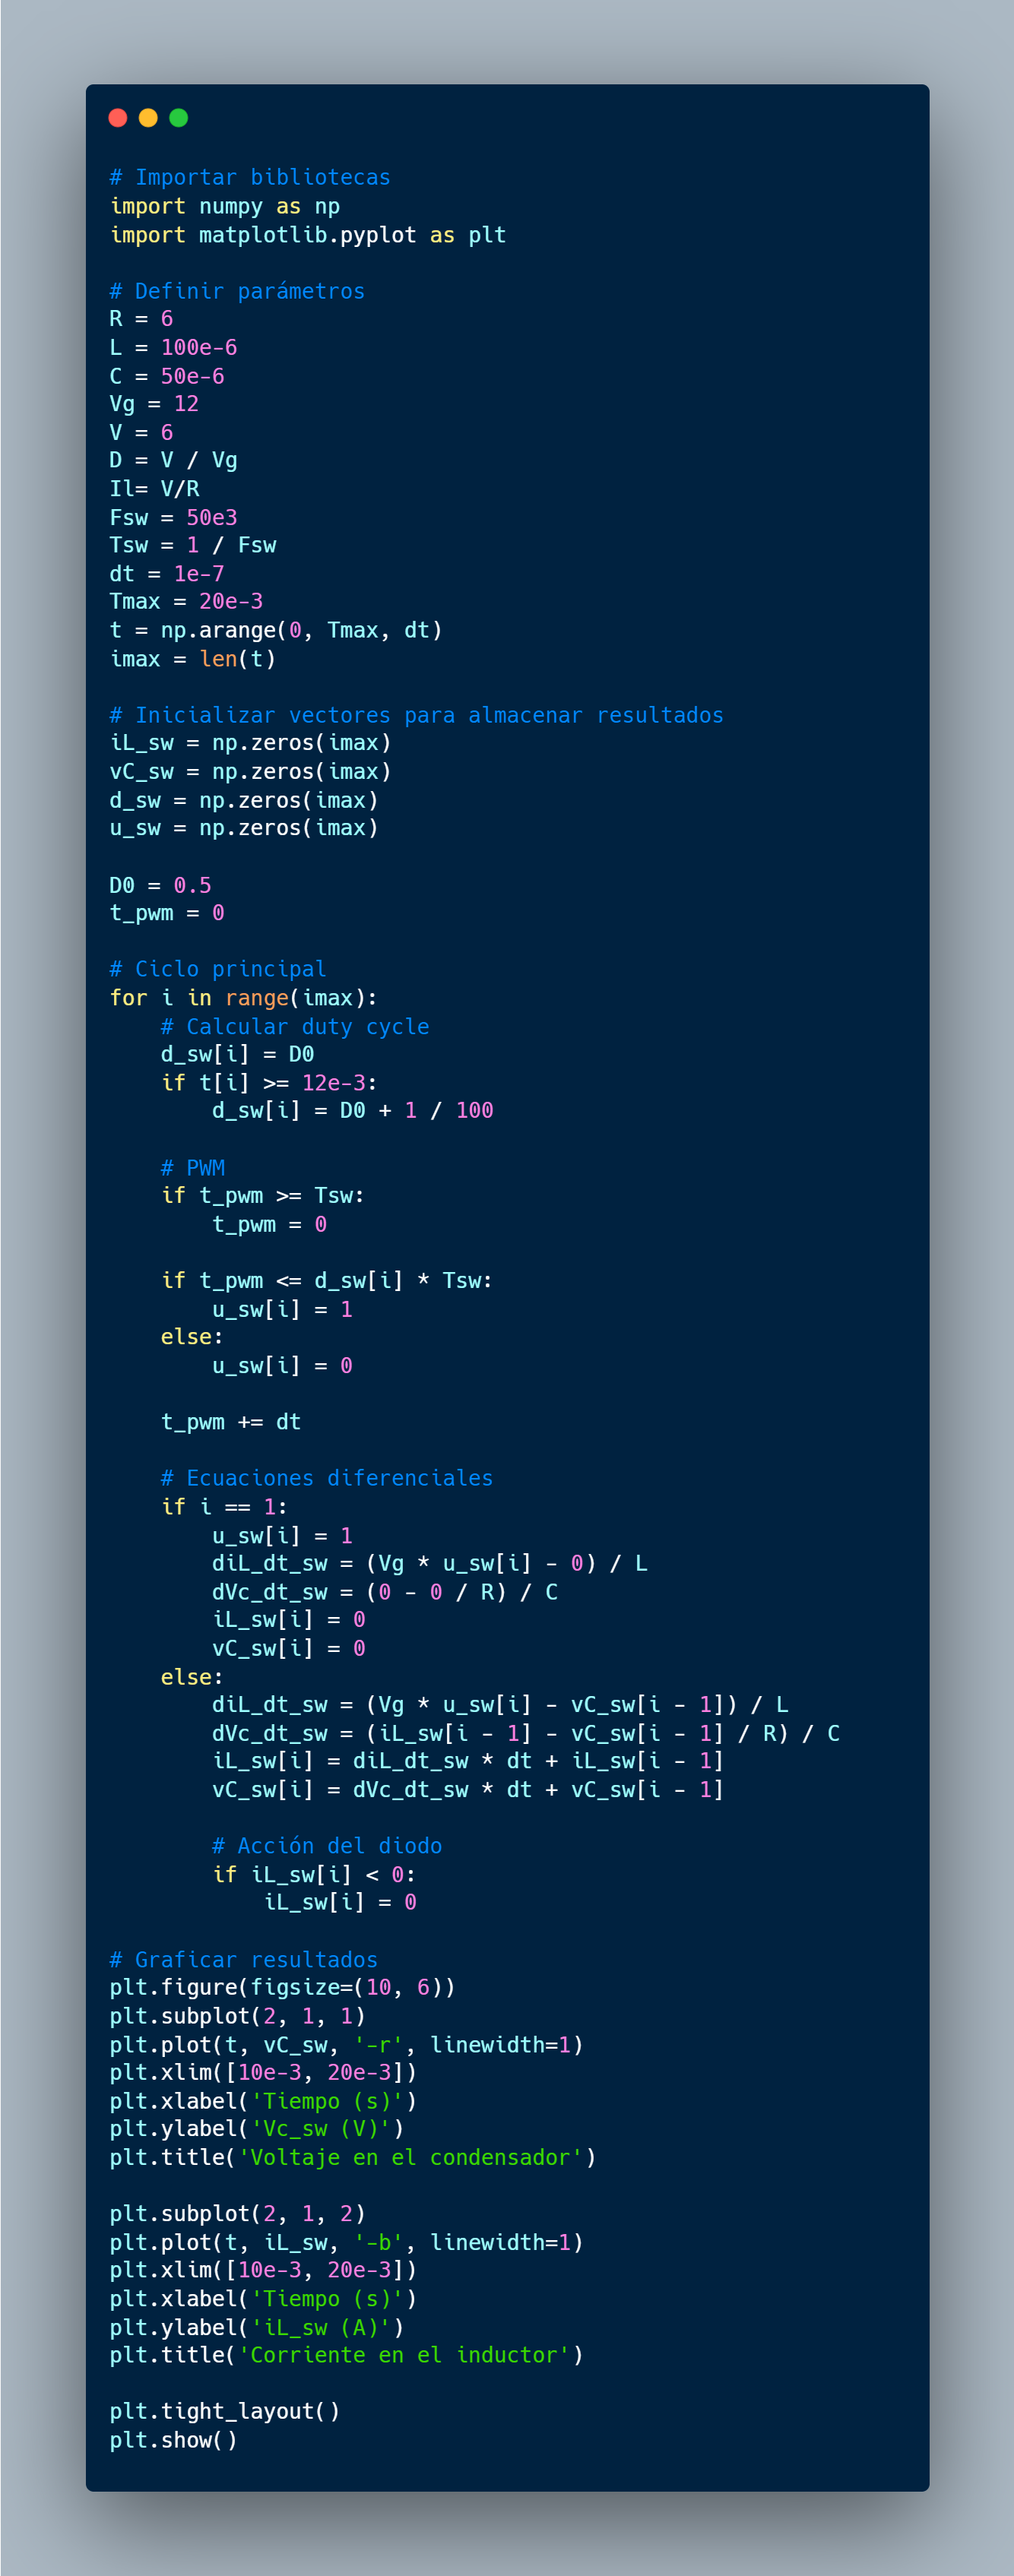 # Importar bibliotecas
import numpy as np
import matplotlib.pyplot as plt

# Definir parámetros
R = 6
L = 100e-6
C = 50e-6
Vg = 12
V = 6
D = V / Vg
Il= V/R
Fsw = 50e3
Tsw = 1 / Fsw
dt = 1e-7
Tmax = 20e-3
t = np.arange(0, Tmax, dt)
imax = len(t)

# Inicializar vectores para almacenar resultados
iL_sw = np.zeros(imax)
vC_sw = np.zeros(imax)
d_sw = np.zeros(imax)
u_sw = np.zeros(imax)

D0 = 0.5
t_pwm = 0

# Ciclo principal
for i in range(imax):
    # Calcular duty cycle
    d_sw[i] = D0
    if t[i] >= 12e-3:
        d_sw[i] = D0 + 1 / 100

    # PWM
    if t_pwm >= Tsw:
        t_pwm = 0

    if t_pwm <= d_sw[i] * Tsw:
        u_sw[i] = 1
    else:
        u_sw[i] = 0

    t_pwm += dt

    # Ecuaciones diferenciales
    if i == 1:
        u_sw[i] = 1
        diL_dt_sw = (Vg * u_sw[i] - 0) / L
        dVc_dt_sw = (0 - 0 / R) / C
        iL_sw[i] = 0
        vC_sw[i] = 0
    else:
        diL_dt_sw = (Vg * u_sw[i] - vC_sw[i - 1]) / L
        dVc_dt_sw = (iL_sw[i - 1] - vC_sw[i - 1] / R) / C
        iL_sw[i] = diL_dt_sw * dt + iL_sw[i - 1]
        vC_sw[i] = dVc_dt_sw * dt + vC_sw[i - 1]

        # Acción del diodo
        if iL_sw[i] < 0:
            iL_sw[i] = 0

# Graficar resultados
plt.figure(figsize=(10, 6))
plt.subplot(2, 1, 1)
plt.plot(t, vC_sw, '-r', linewidth=1)
plt.xlim([10e-3, 20e-3])
plt.xlabel('Tiempo (s)')
plt.ylabel('Vc_sw (V)')
plt.title('Voltaje en el condensador')

plt.subplot(2, 1, 2)
plt.plot(t, iL_sw, '-b', linewidth=1)
plt.xlim([10e-3, 20e-3])
plt.xlabel('Tiempo (s)')
plt.ylabel('iL_sw (A)')
plt.title('Corriente en el inductor')

plt.tight_layout()
plt.show()